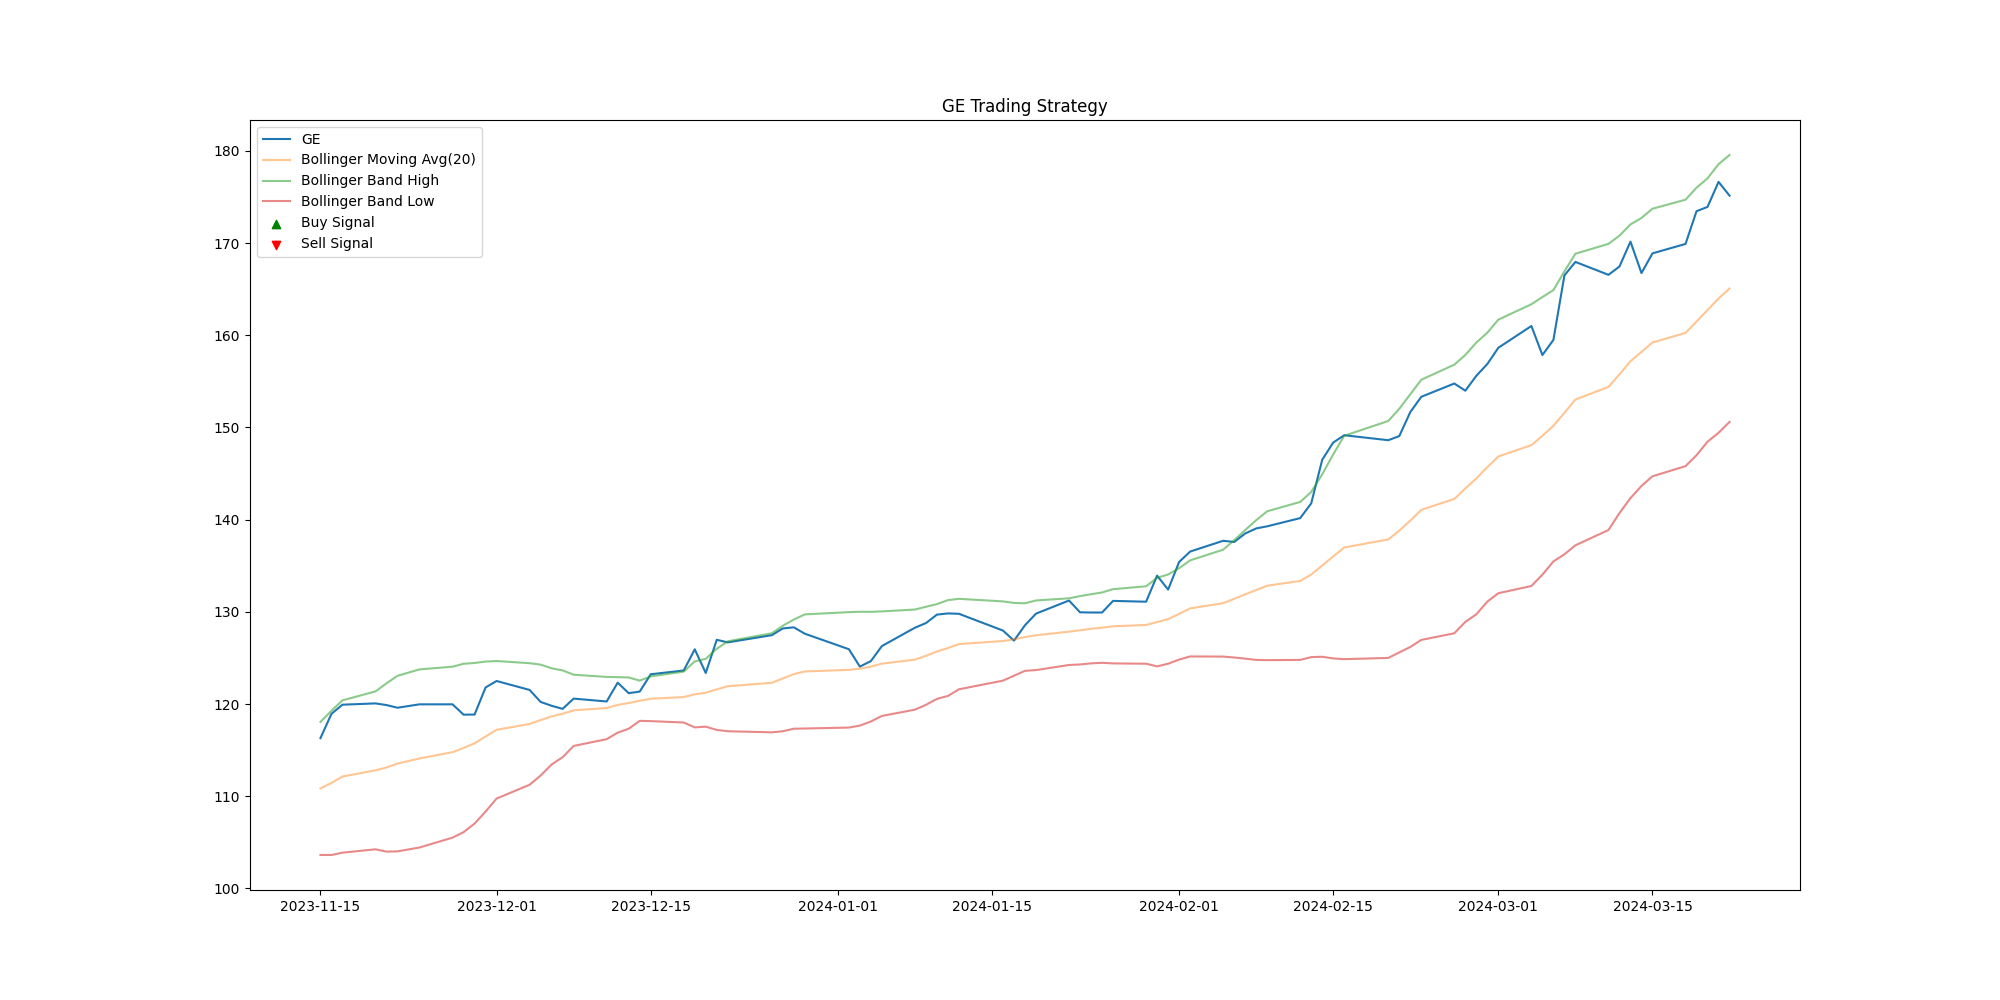 GE Trading Strategy
GE
Bollinger Moving Avg(20)
Bollinger Band High
Bollinger Band Low
Buy Signal
Sell Signal
180
170
160
150
140
130
120
110
100
2023-11-15 2023-12-01 2023-12-15 2024-01-01 2024-01-15 2024-02-01 2024-02-15 2024-03-01 2024-03-15